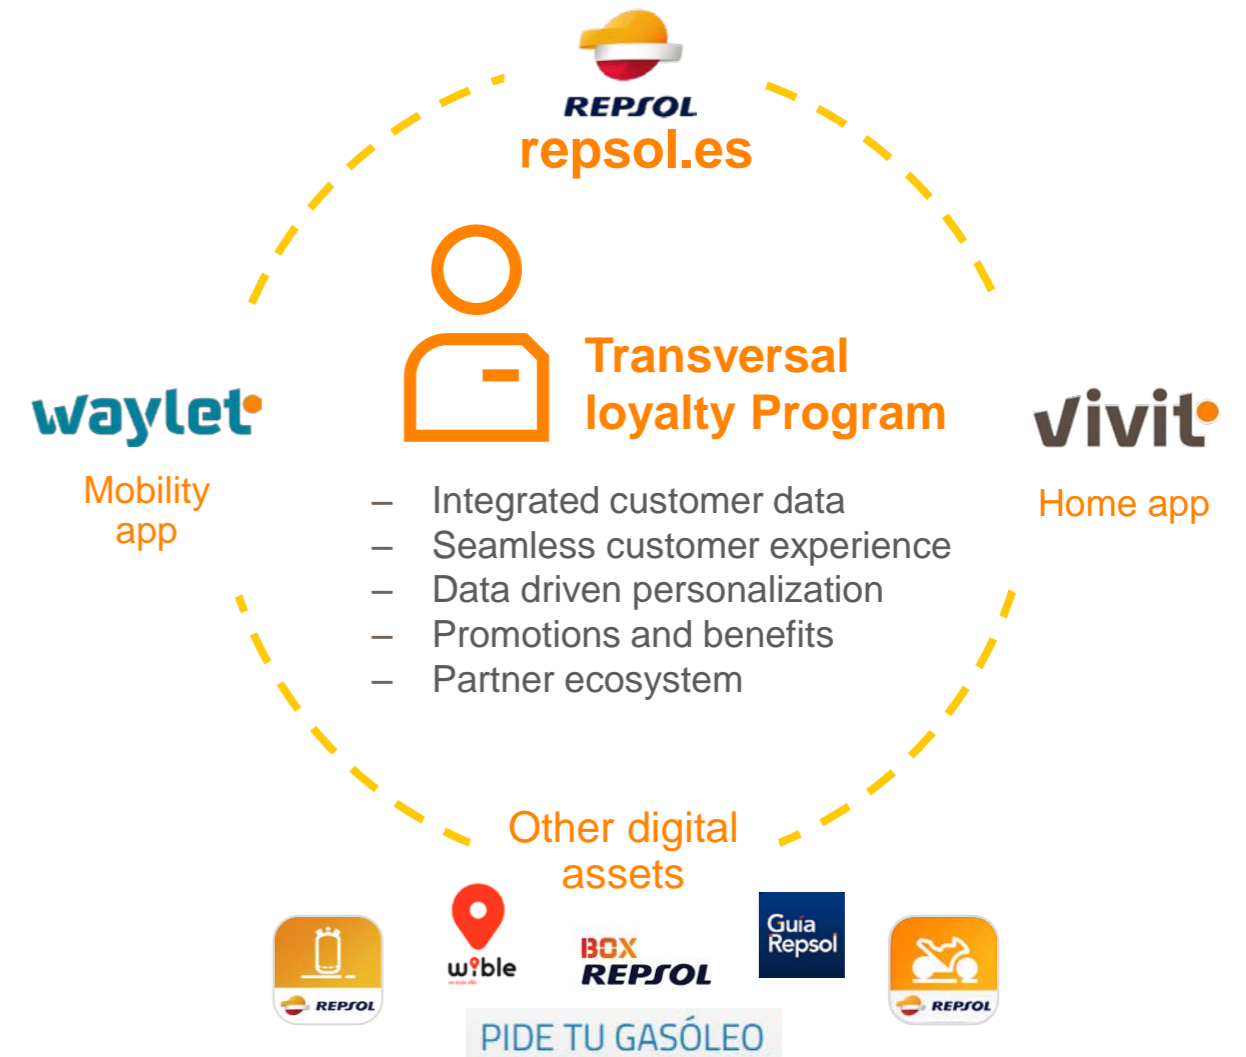 REPSOL
repsol.es
Transversal
loyalty Program
waylet
Mobility
app
vivit
Home app
– Integrated customer data
– Seamless customer experience
– Data driven personalization
– Promotions and benefits
– Partner ecosystem
Other digital
assets
REPSOL
wible
BOX
REPSOL
Guía
Repsol
REPSOL
PIDE TU GASÓLEO